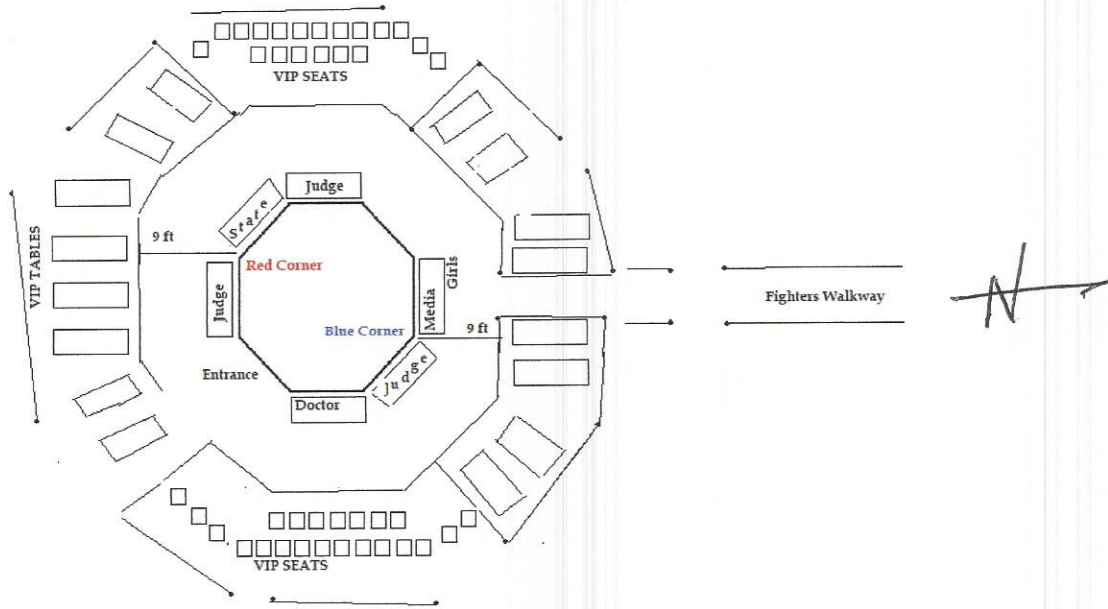 VIP SEATS
Judge
State
9 ft
VIP TABLES
Red Corner
Girls
Judge
Media
Fighters Walkway
N
Blue Corner
9 ft
Judge
Entrance
Doctor
VIP SEATS